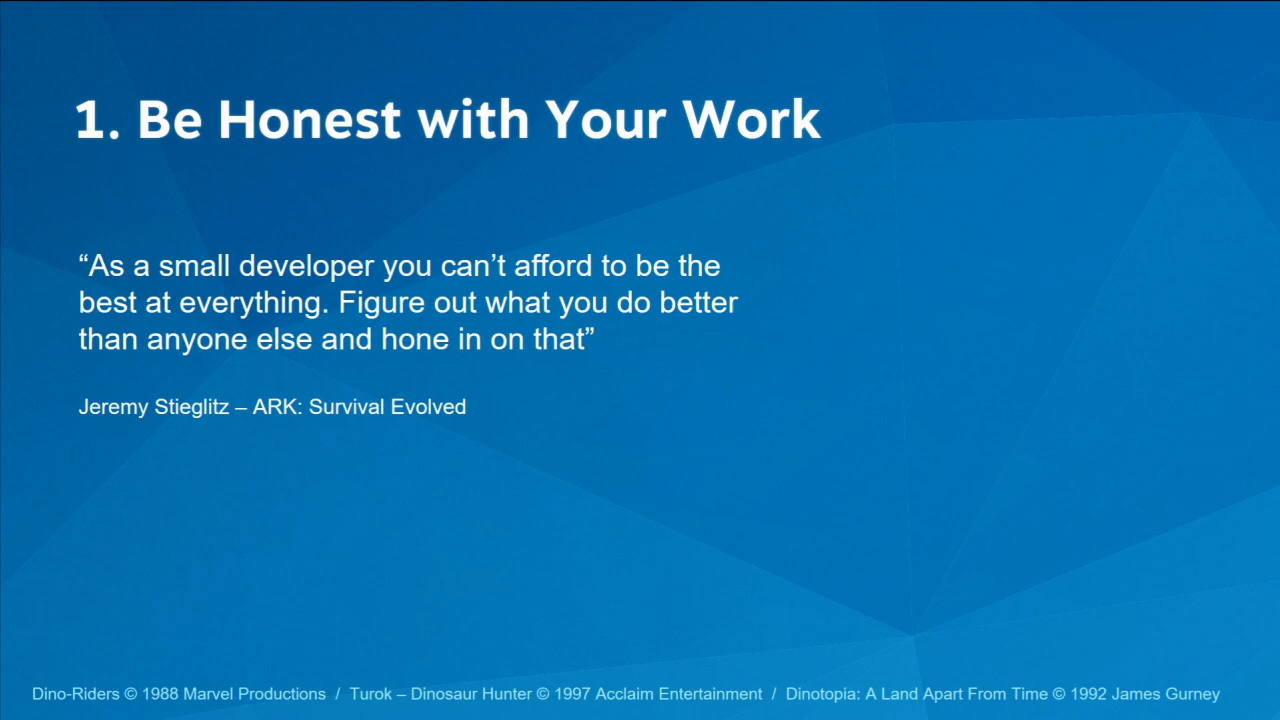 1. Be Honest with Your Work
“As a small developer you can’t afford to be the
best at everything. Figure out what you do better
than anyone else and hone in on that”
Jeremy Stieglitz – ARK: Survival Evolved
Dino-Riders © 1988 Marvel Productions / Turok – Dinosaur Hunter © 1997 Acclaim Entertainment / Dinotopia: A Land Apart From Time © 1992 James Gurney